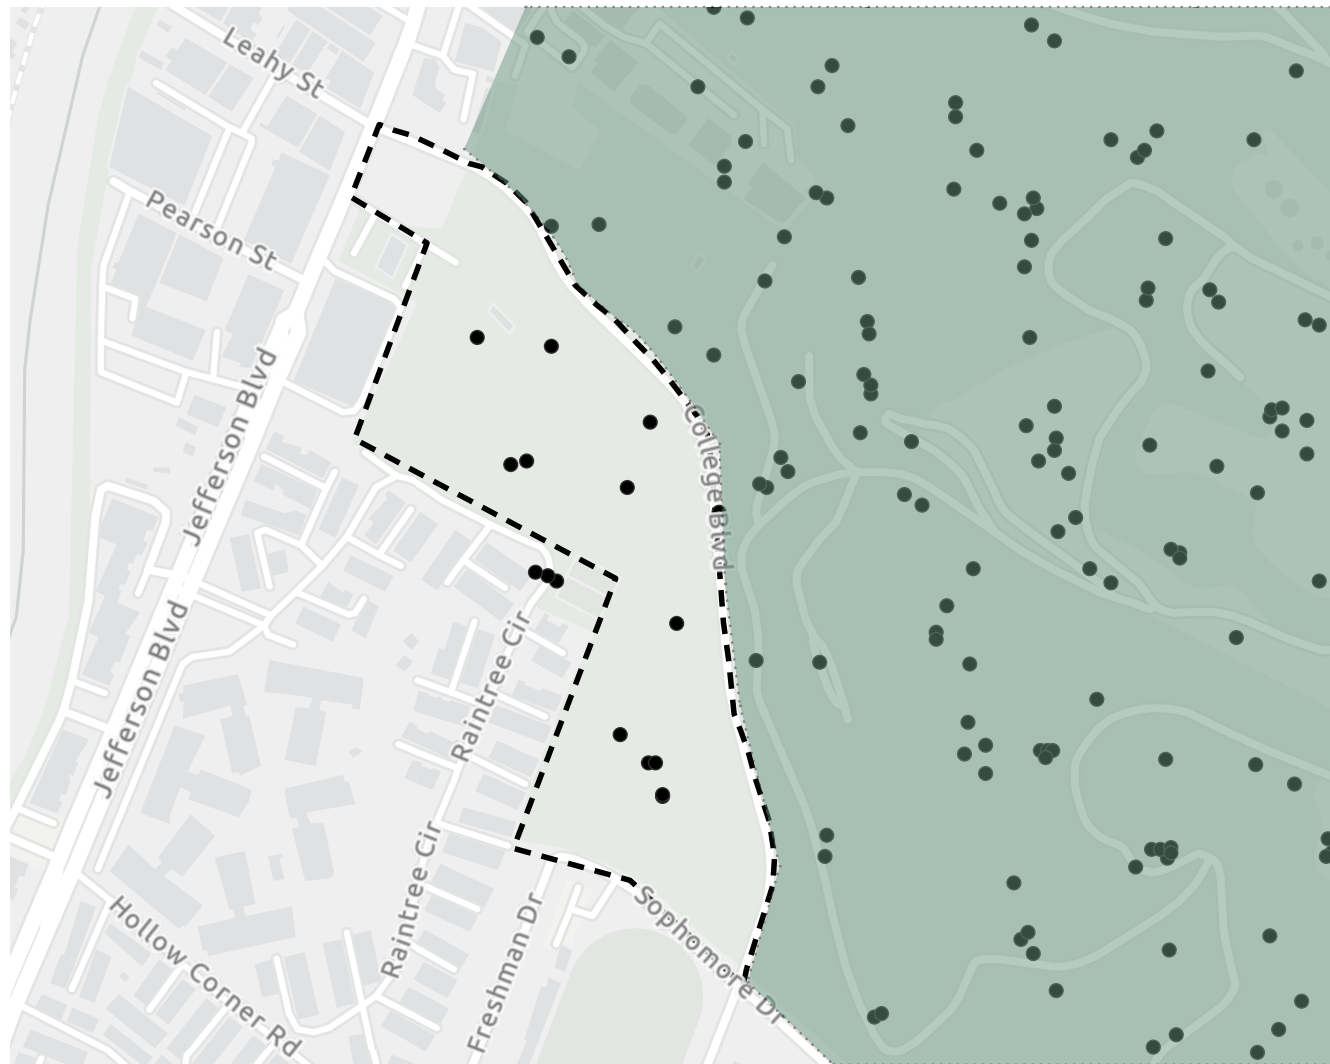 Leahy St
Pearson St
Jefferson Blvd
College Blvd
Jefferson Blvd
Raintree Cir
Raintree Cir
Sophomore Dr
Freshman Dr
Hollow Corner Rd